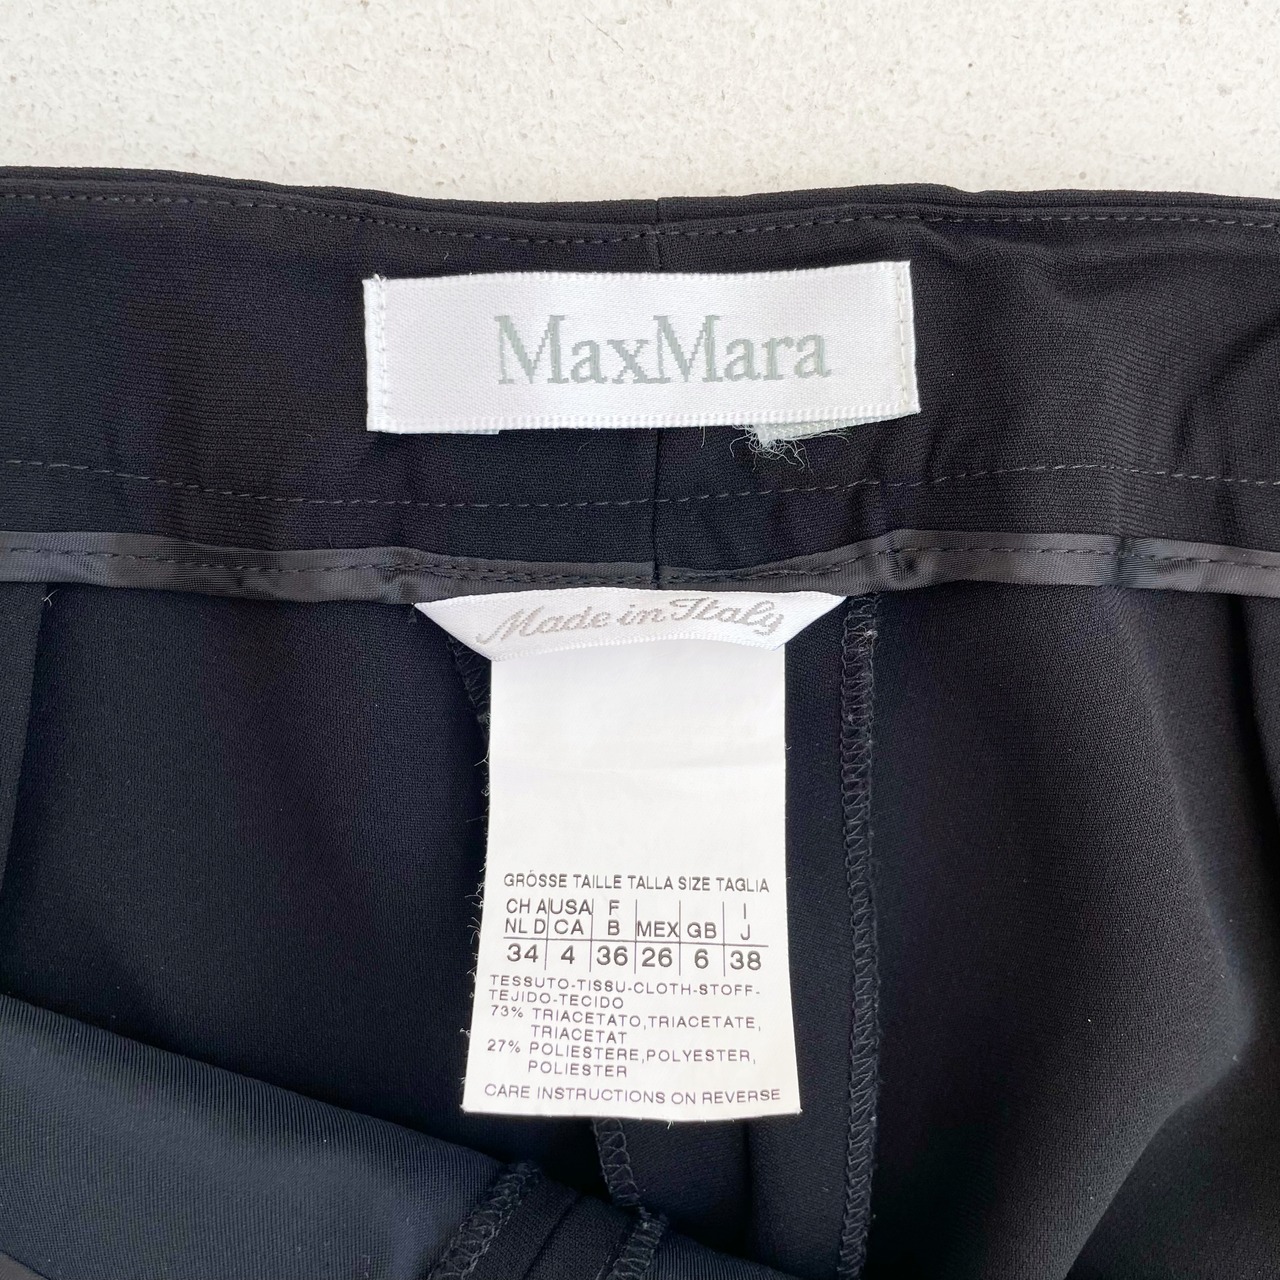 MaxMara
Made in Italy
GRÖSSE TAILLE TALLA SIZE TAGLIA
CH A USA F I
NL D CA B MEX GB J
34 4 36 26 6 38
TESSUTO-TISSU-CLOTH-STOFF-
TEJIDO-TECIDO
73% TRIACETATO,TRIACETATE,
TRIACETAT
27% POLIESTERE,POLYESTER,
POLIESTER
CARE INSTRUCTIONS ON REVERSE